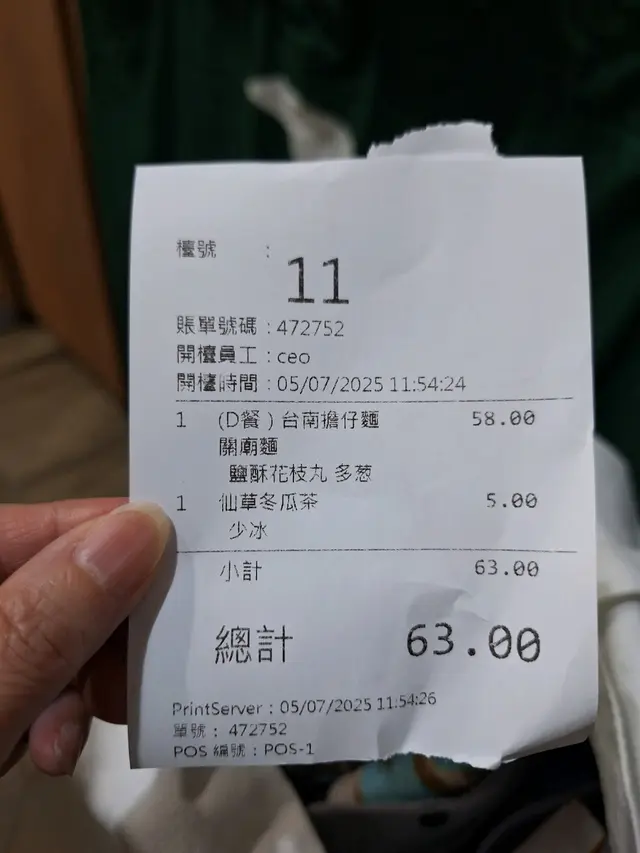 檯號 :
11
賬單號碼 : 472752
開檯員工 : ceo
開檯時間 : 05/07/2025 11:54:24
1 (D餐) 台南擔仔麵 58.00
關廟麵
鹽酥花枝丸 多葱
1 仙草冬瓜茶 5.00
少冰
小計 63.00
總計 63.00
PrintServer : 05/07/2025 11:54:26
單號 : 472752
POS 編號 : POS-1